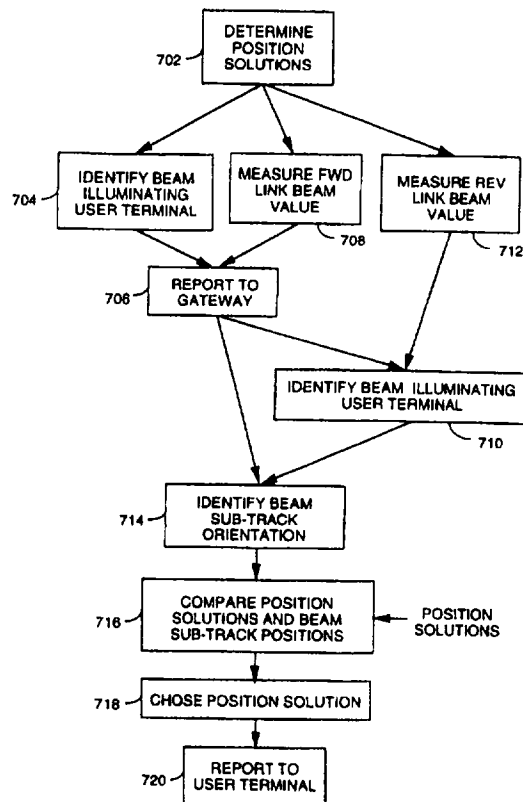 702
DETERMINE
POSITION
SOLUTIONS
704
IDENTIFY BEAM
ILLUMINATING
USER TERMINAL
MEASURE FWD
LINK BEAM
VALUE
708
MEASURE REV
LINK BEAM
VALUE
712
706
REPORT TO
GATEWAY
IDENTIFY BEAM ILLUMINATING
USER TERMINAL
710
714
IDENTIFY BEAM
SUB-TRACK
ORIENTATION
716
COMPARE POSITION
SOLUTIONS AND BEAM
SUB-TRACK POSITIONS
POSITION
SOLUTIONS
718
CHOSE POSITION SOLUTION
720
REPORT TO
USER TERMINAL